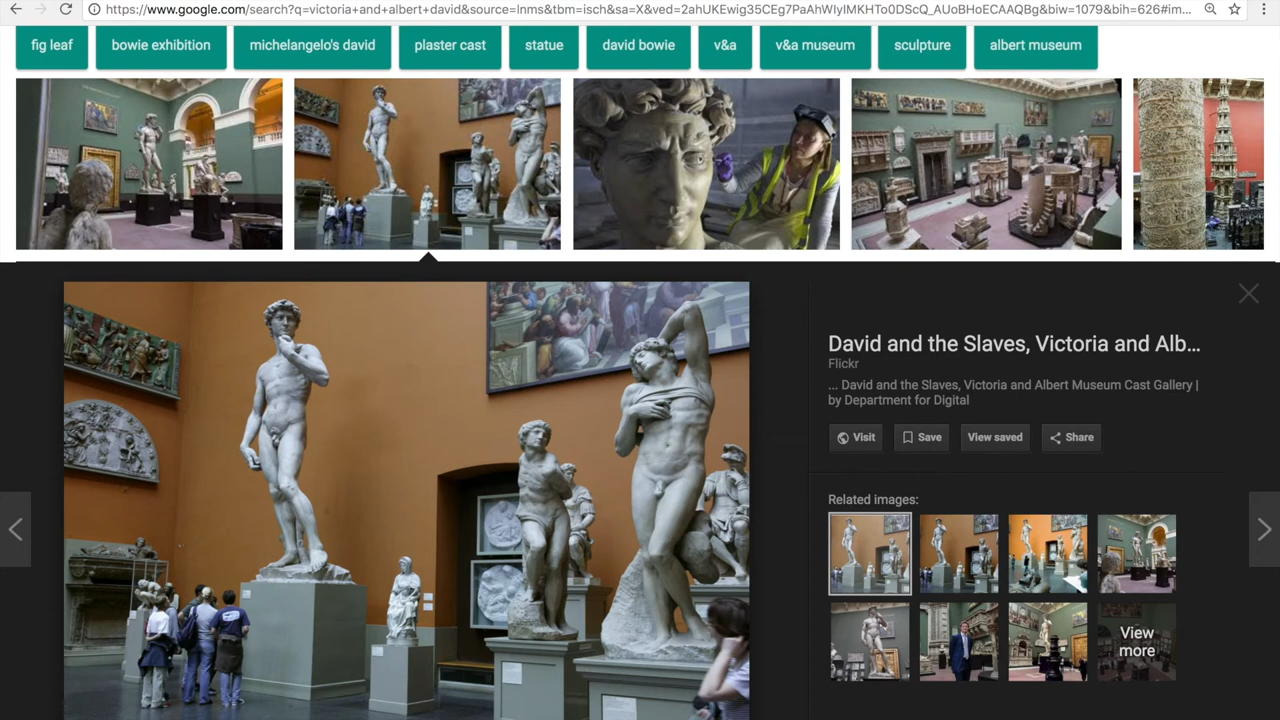 https://www.google.com/search?q=victoria+and+albert+david&source=lnms&tbm=isch&sa=X&ved=2ahUKEwig35CEg7PaAhWIyIMKHTo0DScQ_AUoBHoECAAQBg&biw=1079&bih=626#im...
fig leaf
bowie exhibition
michelangelo's david
plaster cast
statue
david bowie
v&a
v&a museum
sculpture
albert museum
David and the Slaves, Victoria and Alb...
Flickr
... David and the Slaves, Victoria and Albert Museum Cast Gallery |
by Department for Digital
Visit
Save
View saved
Share
Related images:
View
more